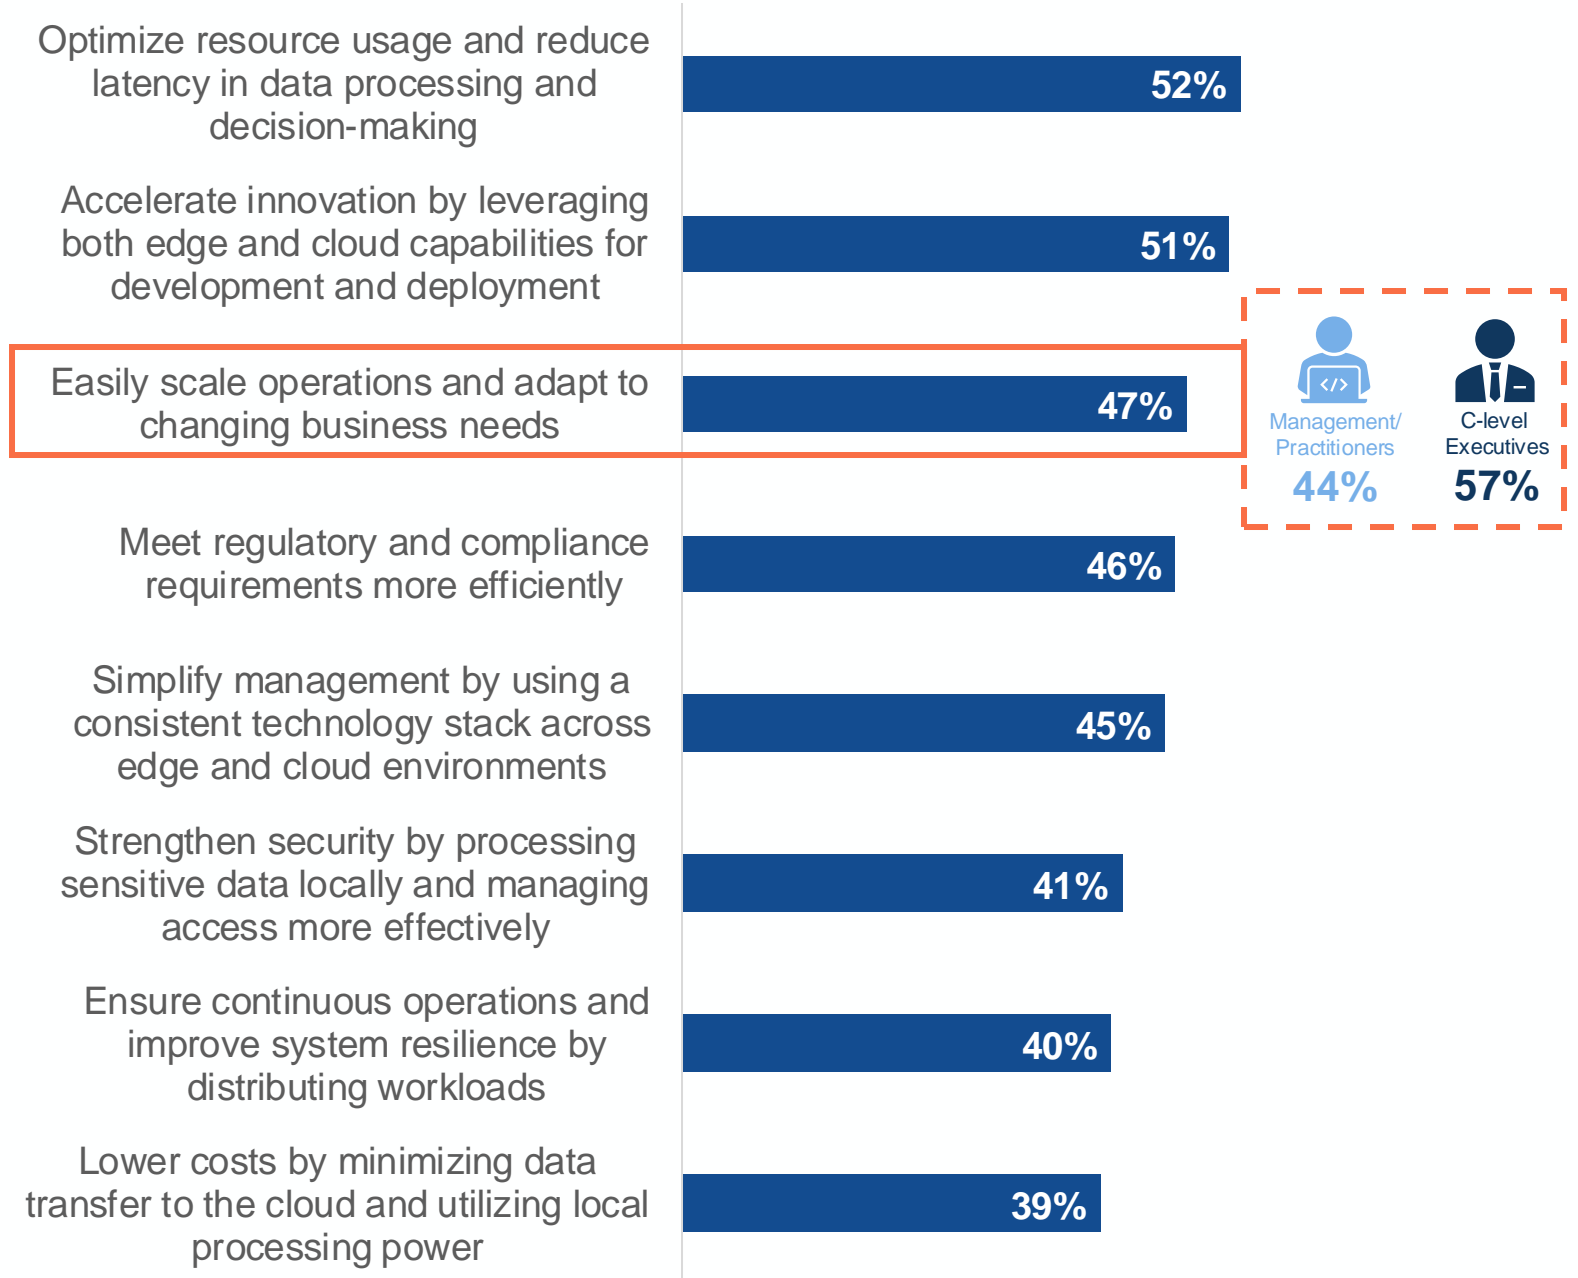 Optimize resource usage and reduce
latency in data processing and
decision-making
52%
Accelerate innovation by leveraging
both edge and cloud capabilities for
development and deployment
51%
Easily scale operations and adapt to
changing business needs
47%
</>
Management/
Practitioners
44%
C-level
Executives
57%
Meet regulatory and compliance
requirements more efficiently
46%
Simplify management by using a
consistent technology stack across
edge and cloud environments
45%
Strengthen security by processing
sensitive data locally and managing
access more effectively
41%
Ensure continuous operations and
improve system resilience by
distributing workloads
40%
Lower costs by minimizing data
transfer to the cloud and utilizing local
processing power
39%